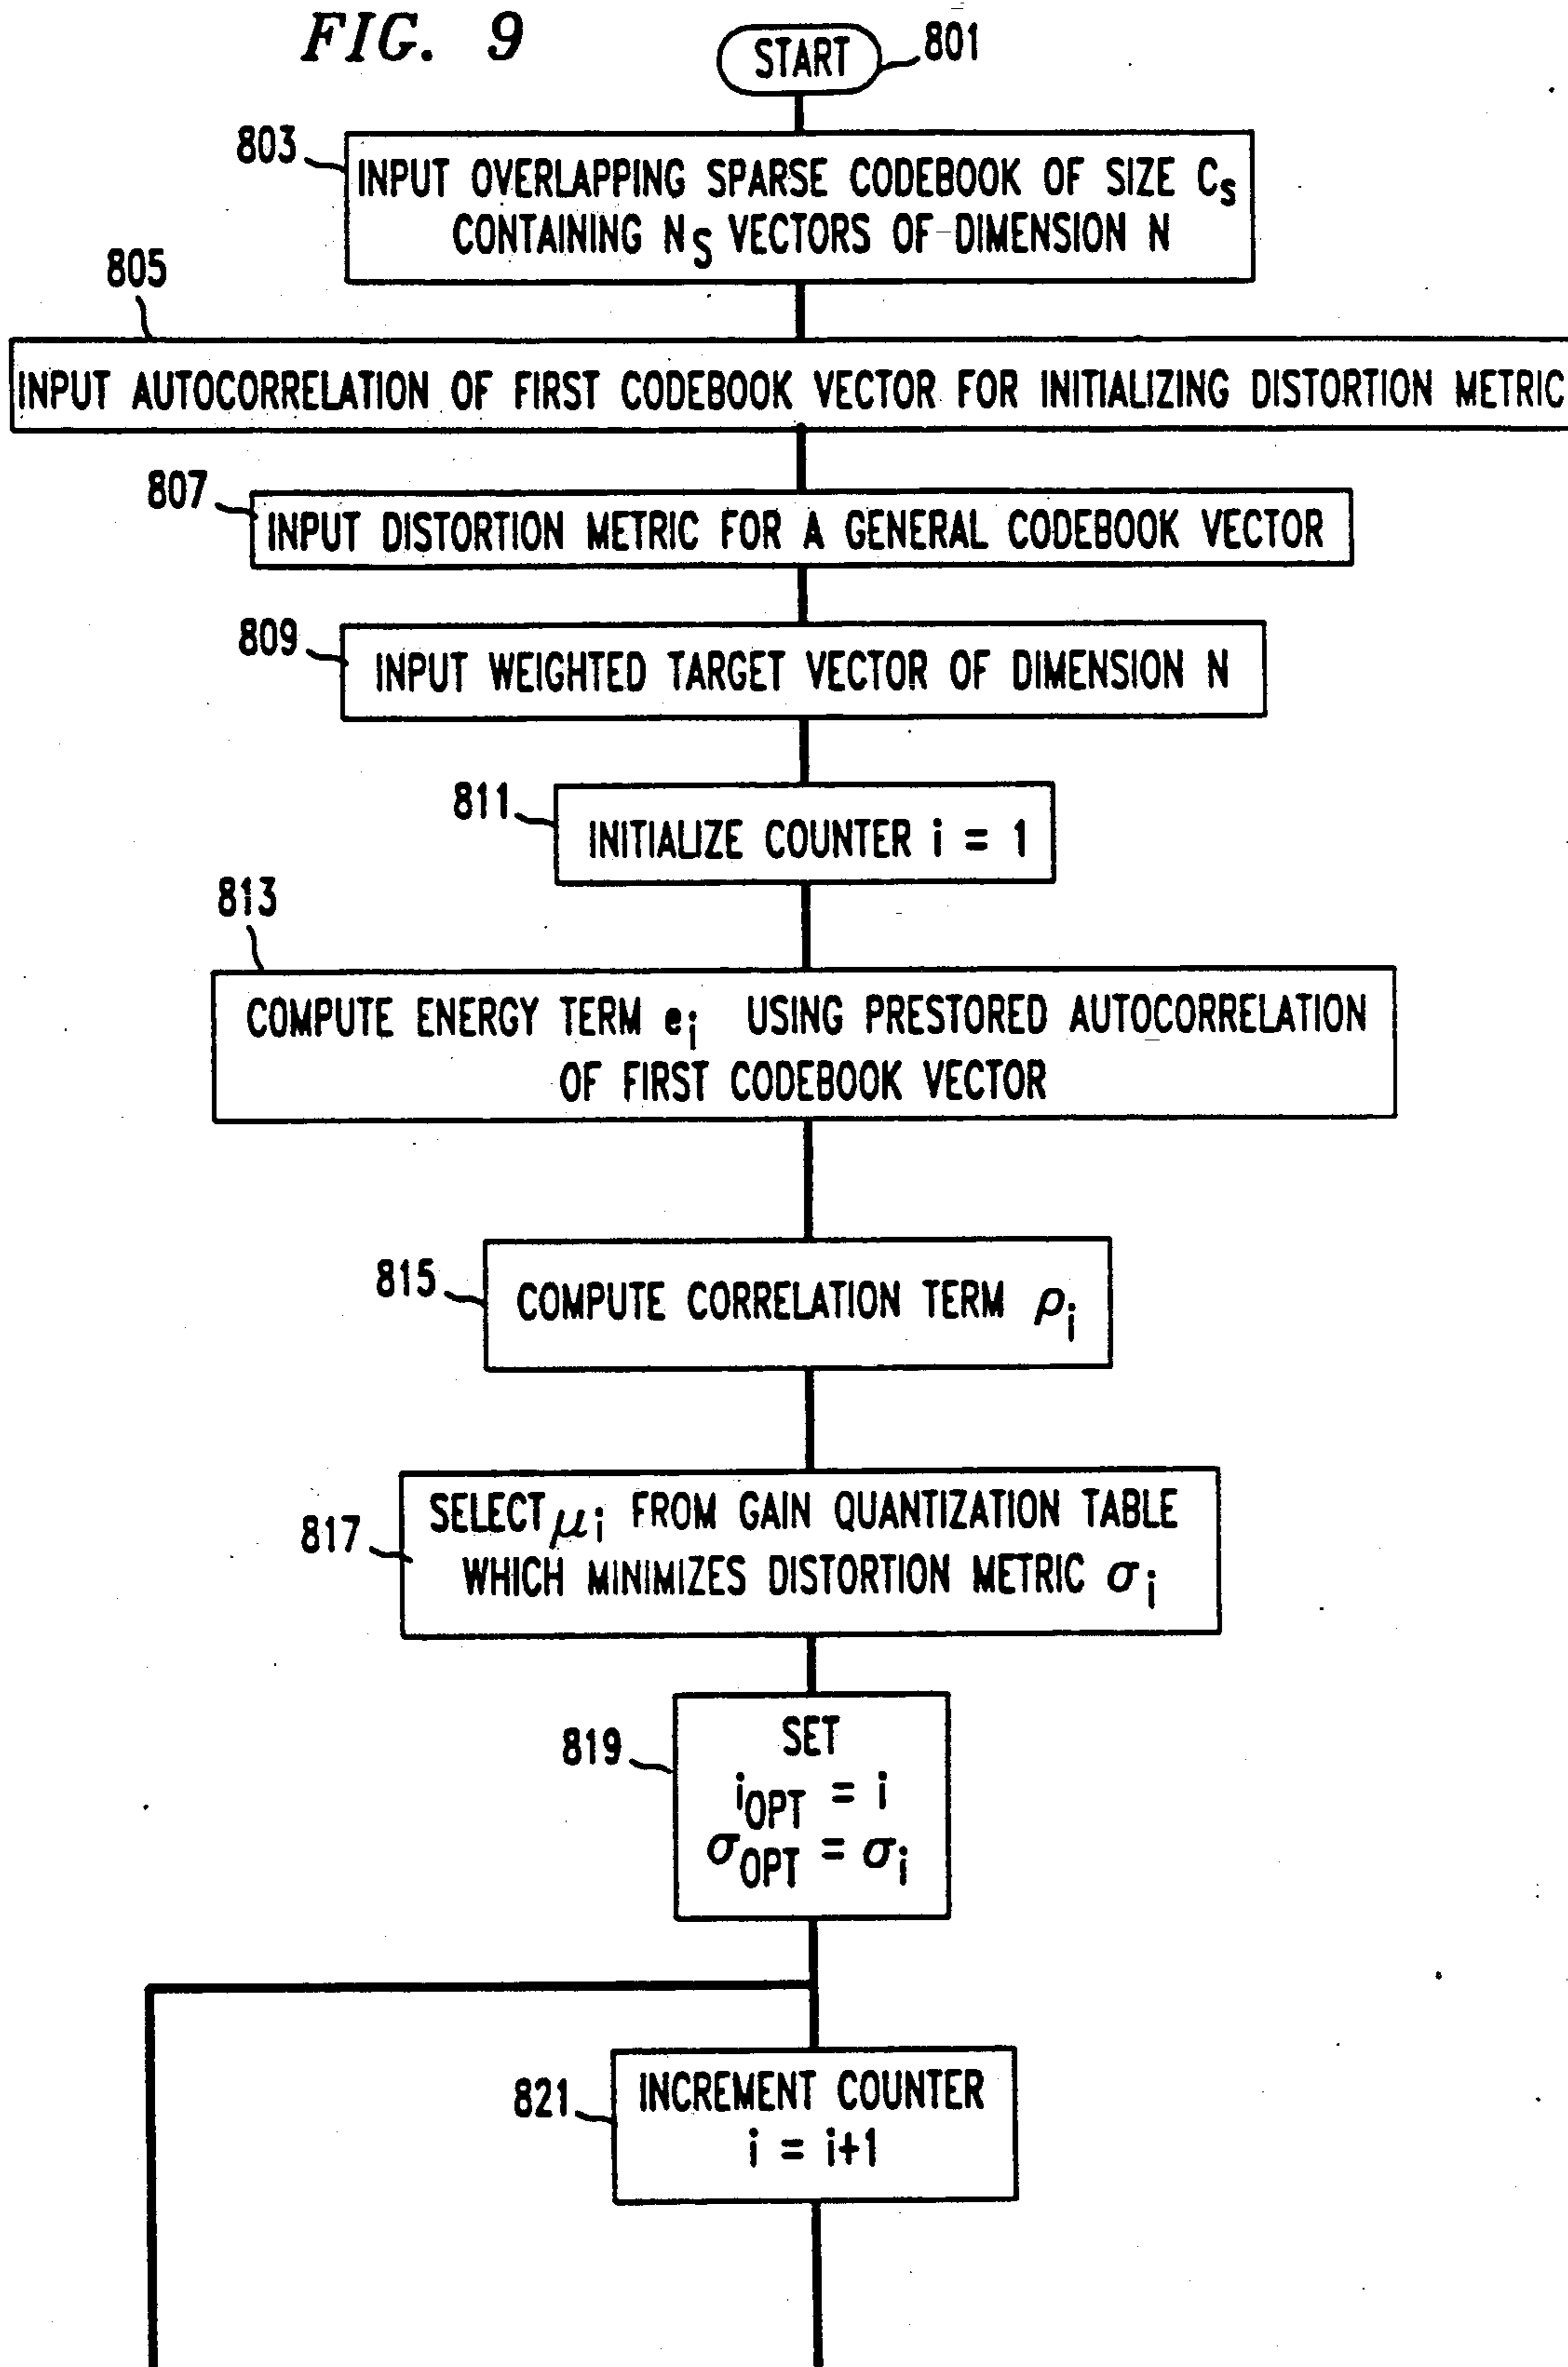 FIG. 9
START
801
803
INPUT OVERLAPPING SPARSE CODEBOOK OF SIZE Cs
CONTAINING NS VECTORS OF DIMENSION N
805
INPUT AUTOCORRELATION OF FIRST CODEBOOK VECTOR FOR INITIALIZING DISTORTION METRIC
807
INPUT DISTORTION METRIC FOR A GENERAL CODEBOOK VECTOR
809
INPUT WEIGHTED TARGET VECTOR OF DIMENSION N
811
INITIALIZE COUNTER i = 1
813
COMPUTE ENERGY TERM ei USING PRESTORED AUTOCORRELATION
OF FIRST CODEBOOK VECTOR
815
COMPUTE CORRELATION TERM ρi
817
SELECT μi FROM GAIN QUANTIZATION TABLE
WHICH MINIMIZES DISTORTION METRIC σi
819
SET
iOPT = i
σOPT = σi
821
INCREMENT COUNTER
i = i+1